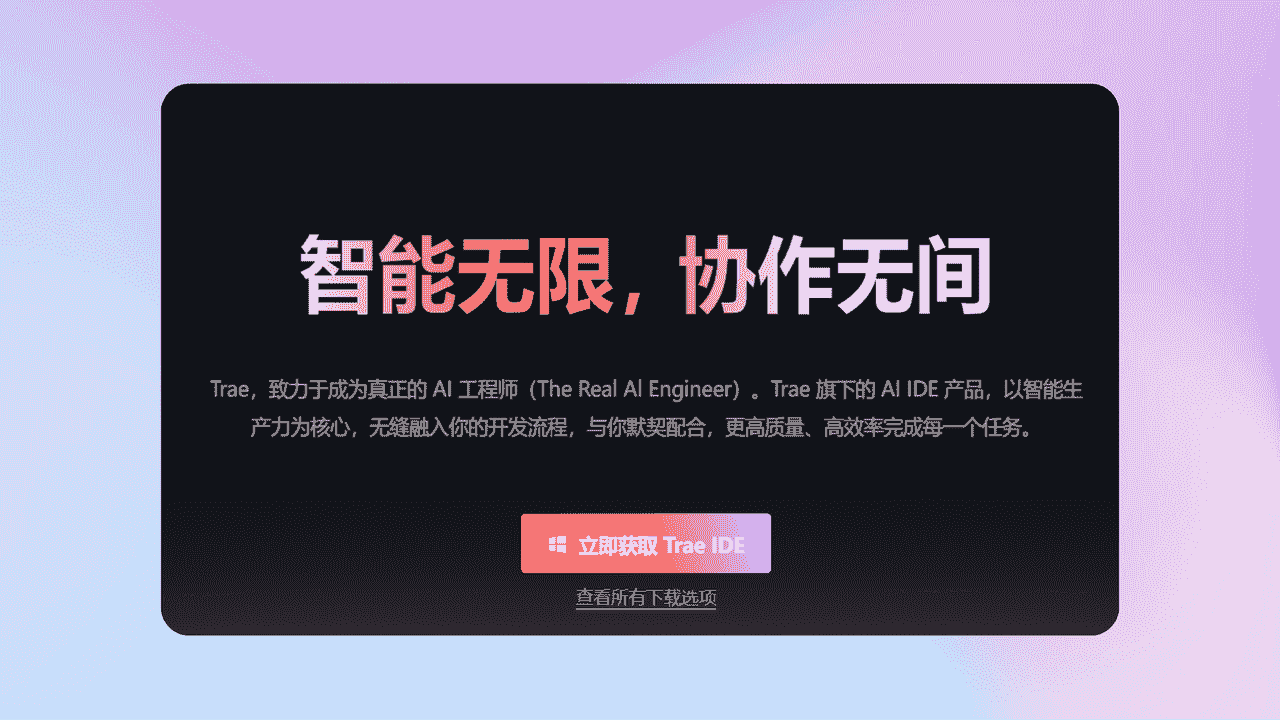 智能无限，协作无间
Trae，致力于成为真正的 AI 工程师（The Real AI Engineer）。Trae 旗下的 AI IDE 产品，以智能生
产力为核心，无缝融入你的开发流程，与你默契配合，更高质量、高效率完成每一个任务。
立即获取 Trae IDE
查看所有下载选项